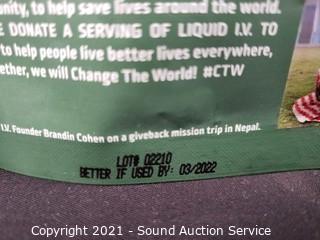 unity, to help save lives around the world.
E DONATE A SERVING OF LIQUID I.V. TO
to help people live better lives everywhere,
ether, we will Change The World! #CTW
I.V. Founder Brandin Cohen on a giveback mission trip in Nepal.
LOT# 02210
BETTER IF USED BY: 03/2022
Copyright 2021 - Sound Auction Service